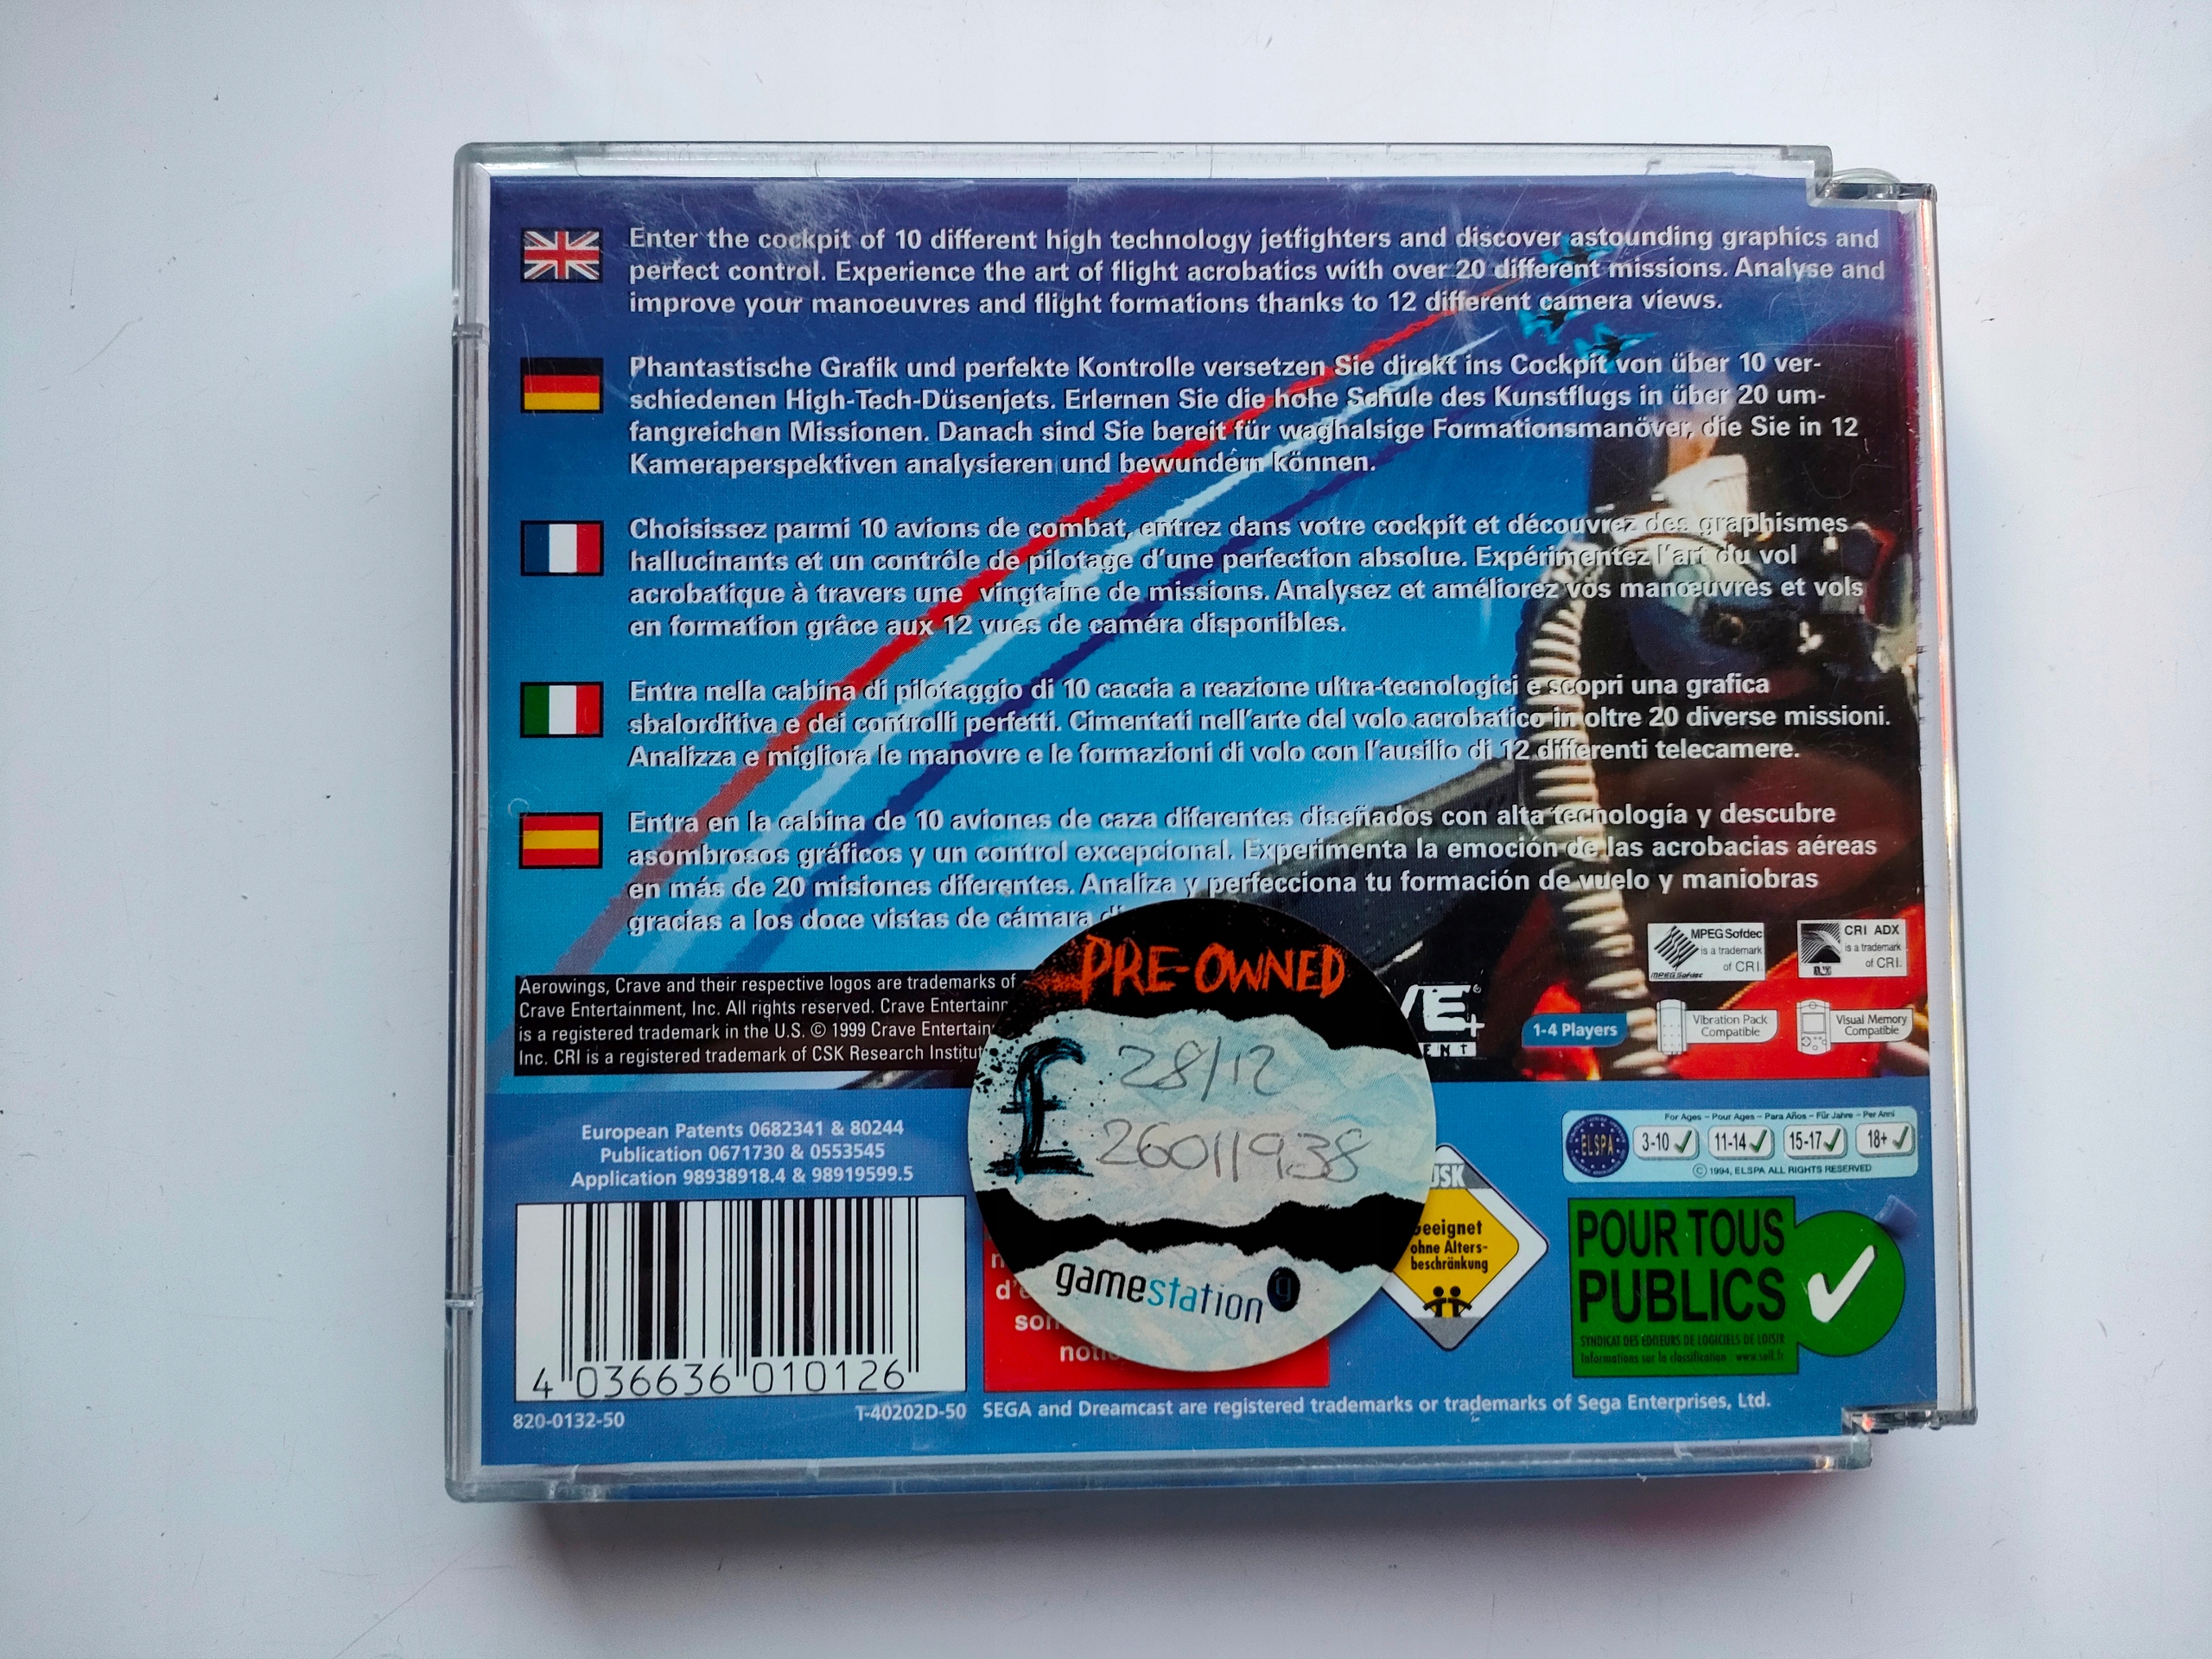 Enter the cockpit of 10 different high technology jetfighters and discover astounding graphics and
perfect control. Experience the art of flight acrobatics with over 20 different missions. Analyse and
improve your manoeuvres and flight formations thanks to 12 different camera views.
Phantastische Grafik und perfekte Kontrolle versetzen Sie direkt ins Cockpit von über 10 ver-
schiedenen High-Tech-Düsenjets. Erlernen Sie die hohe Schule des Kunstflugs in über 20 um-
fangreichen Missionen. Danach sind Sie bereit für waghalsige Formationsmanöver, die Sie in 12
Kameraperspektiven analysieren und bewundern können.
Choisissez parmi 10 avions de combat, entrez dans votre cockpit et découvrez des graphismes
hallucinants et un contrôle de pilotage d'une perfection absolue. Expérimentez l'art du vol
acrobatique à travers une vingtaine de missions. Analysez et améliorez vos manœuvres et vols
en formation grâce aux 12 vues de caméra disponibles.
Entra nella cabina di pilotaggio di 10 caccia a reazione ultra-tecnologici e scopri una grafica
sbalorditiva e dei controlli perfetti. Cimentati nell'arte del volo acrobatico in oltre 20 diverse missioni.
Analizza e migliora le manovre e le formazioni di volo con l'ausilio di 12 differenti telecamere.
Entra en la cabina de 10 aviones de caza diferentes diseñados con alta tecnología y descubre
asombrosos gráficos y un control excepcional. Experimenta la emoción de las acrobacias aéreas
en más de 20 misiones diferentes. Analiza y perfecciona tu formación de vuelo y maniobras
gracias a los doce vistas de cámara
MPEG Sofdec
is a trademark
of CRI.
MPEG Sofdec
CRI ADX
is a trademark
of CRI.
Aerowings, Crave and their respective logos are trademarks of
Crave Entertainment, Inc. All rights reserved. Crave
is a registered trademark in the U.S. © 1999 Crave
Inc. CRI is a registered trademark of CSK Research
PRE-OWNED
£ 28/12
26011938
gamestation g
1-4 Players
Vibration Pack
Compatible
Visual Memory
Compatible
European Patents 0682341 & 80244
Publication 0671730 & 0553545
Application 98938918.4 & 98919599.5
For Ages - Pour Ages - Para Años - Für Jahre - Per Anni
ELSPA 3-10 11-14 15-17 18+
© 1994, ELSPA ALL RIGHTS RESERVED
USK
geeignet
ohne Alters-
beschränkung
POUR TOUS
PUBLICS
SYNDICAT DES EDITEURS DE LOGICIELS DE LOISIR
Informations sur la classification : www.sell.fr
4 036636 010126
820-0132-50
T-40202D-50
SEGA and Dreamcast are registered trademarks or trademarks of Sega Enterprises, Ltd.